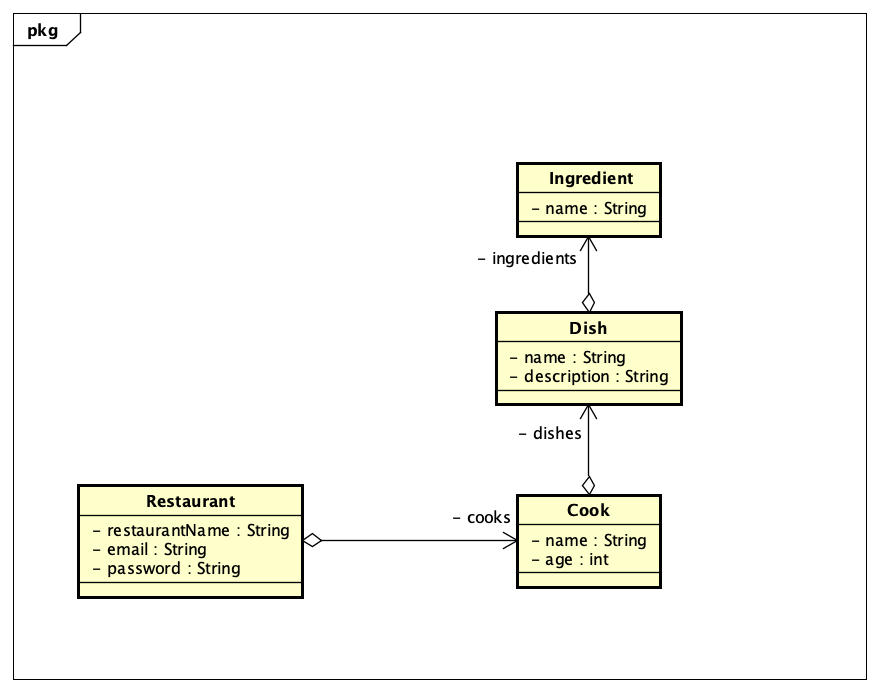 pkg
Ingredient
- name : String
- ingredients
Dish
- name : String
- description : String
- dishes
Restaurant
- restaurantName : String
- email : String
- password : String
- cooks
Cook
- name : String
- age : int